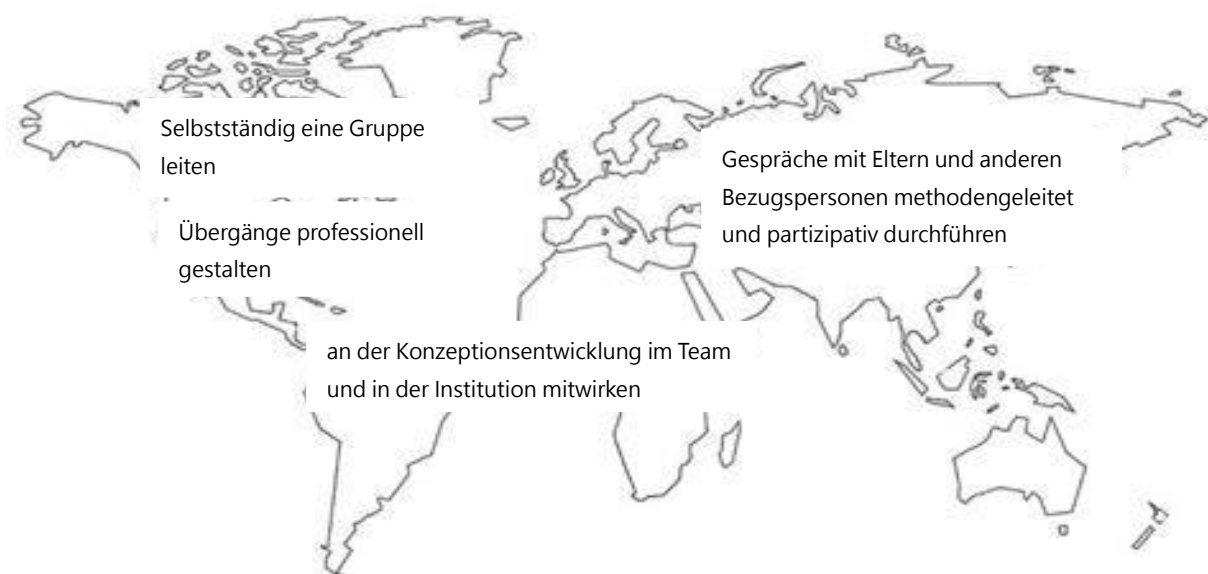 Selbstständig eine Gruppe
leiten
Übergänge professionell
gestalten
Gespräche mit Eltern und anderen
Bezugspersonen methodengeleitet
und partizipativ durchführen
an der Konzeptionsentwicklung im Team
und in der Institution mitwirken